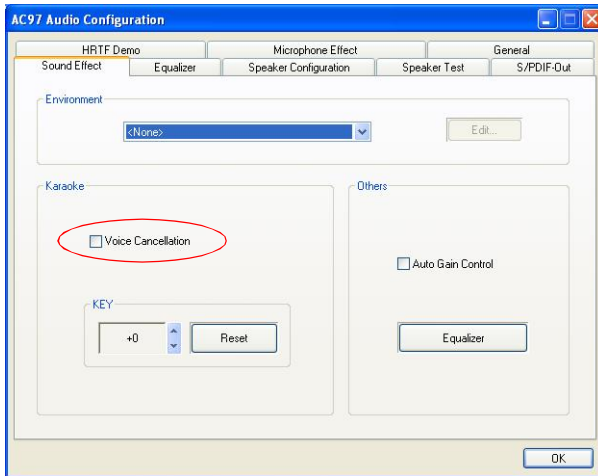 AC97 Audio Configuration
HRTF Demo Microphone Effect General
Sound Effect Equalizer Speaker Configuration Speaker Test S/PDIF-Out
Environment
<None>
Edit...
Karaoke
Voice Cancellation
KEY
+0
Reset
Others
Auto Gain Control
Equalizer
OK